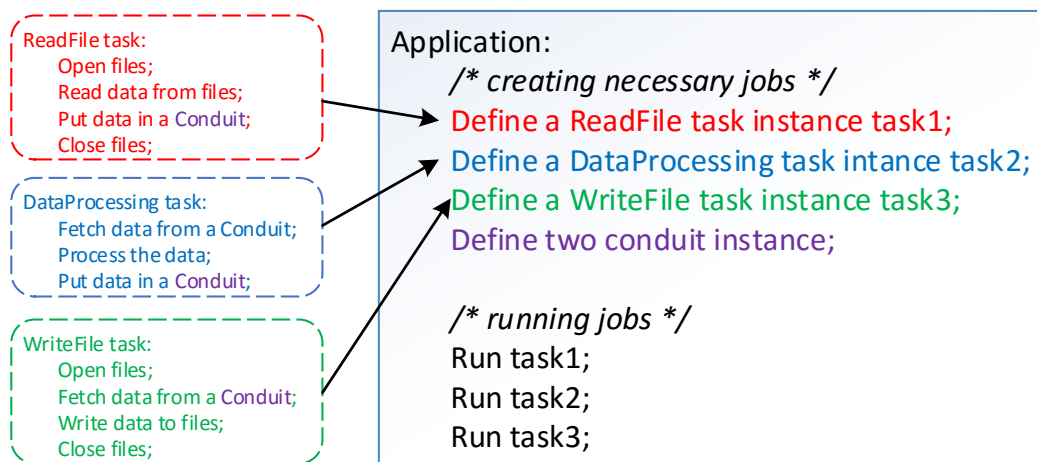 ReadFile task:
Open files;
Read data from files;
Put data in a Conduit;
Close files;
DataProcessing task:
Fetch data from a Conduit;
Process the data;
Put data in a Conduit;
WriteFile task:
Open files;
Fetch data from a Conduit;
Write data to files;
Close files;
Application:
/* creating necessary jobs */
Define a ReadFile task instance task1;
Define a DataProcessing task intance task2;
Define a WriteFile task instance task3;
Define two conduit instance;
/* running jobs */
Run task1;
Run task2;
Run task3;